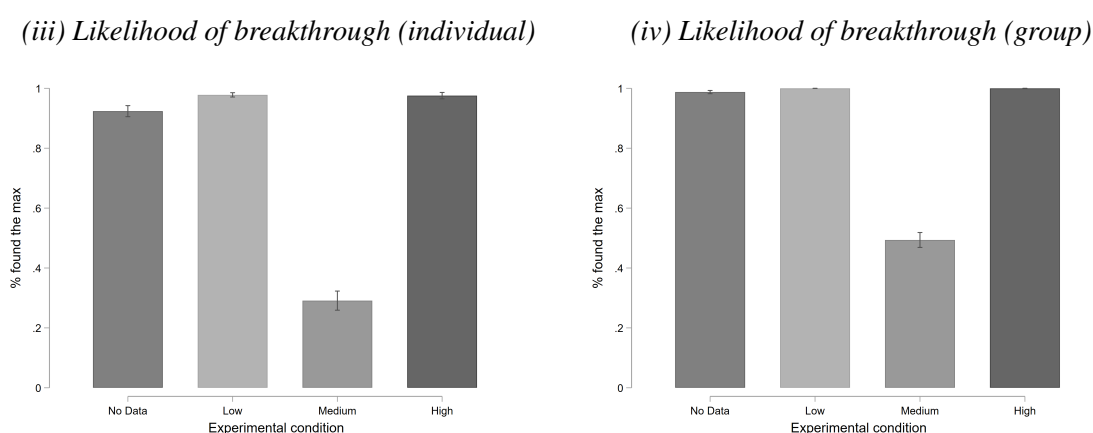 (iii) Likelihood of breakthrough (individual)
% found the max
1
.8
.6
.4
.2
0
No Data Low Medium High
Experimental condition
(iv) Likelihood of breakthrough (group)
% found the max
1
.8
.6
.4
.2
0
No Data Low Medium High
Experimental condition